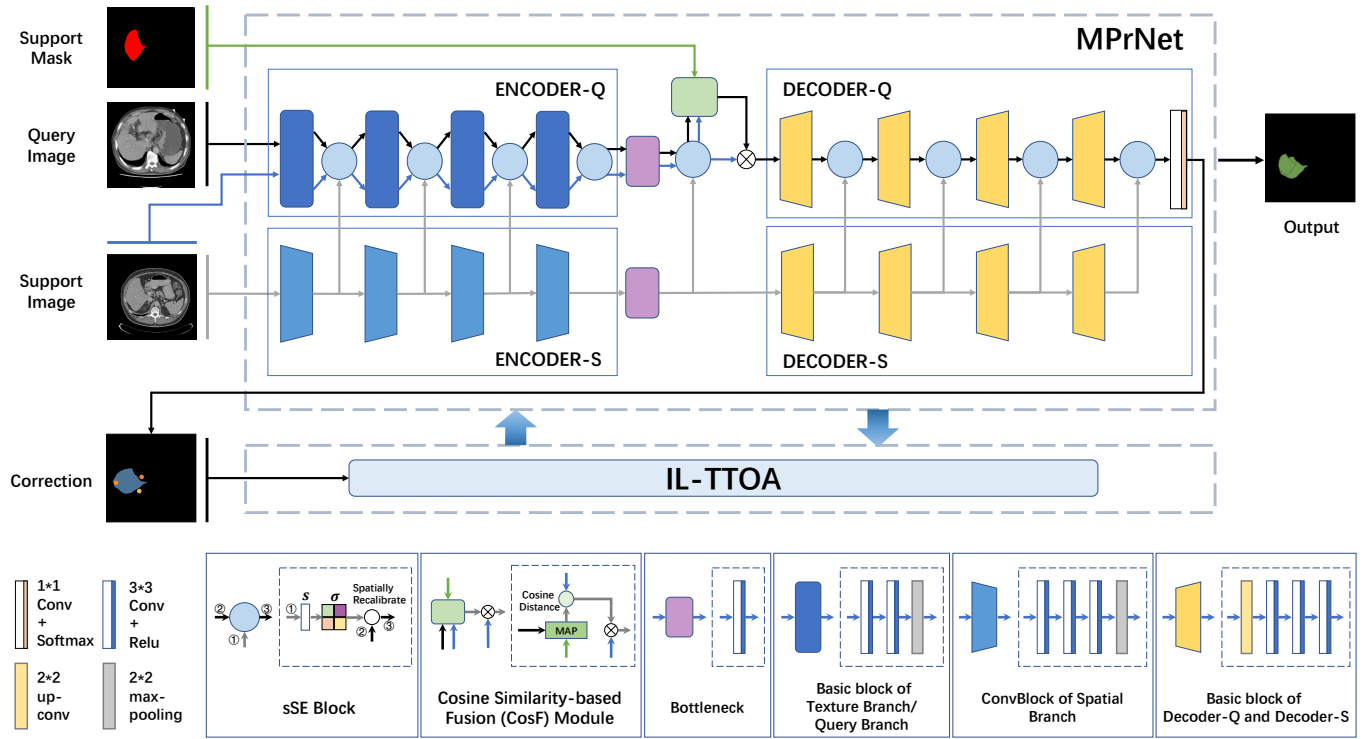 Support
Mask
MPrNet
ENCODER-Q
DECODER-Q
Query
Image
Output
Support
Image
ENCODER-S
DECODER-S
Correction
IL-TTOA
1*1
Conv
+
Softmax
3*3
Conv
+
Relu
2*2
up-
conv
2*2
max-
pooling
②
③
①
s
σ
Spatially
Recalibrate
①
②
③
sSE Block
Cosine
Distance
MAP
Cosine Similarity-based
Fusion (CosF) Module
Bottleneck
Basic block of
Texture Branch/
Query Branch
ConvBlock of Spatial
Branch
Basic block of
Decoder-Q and Decoder-S